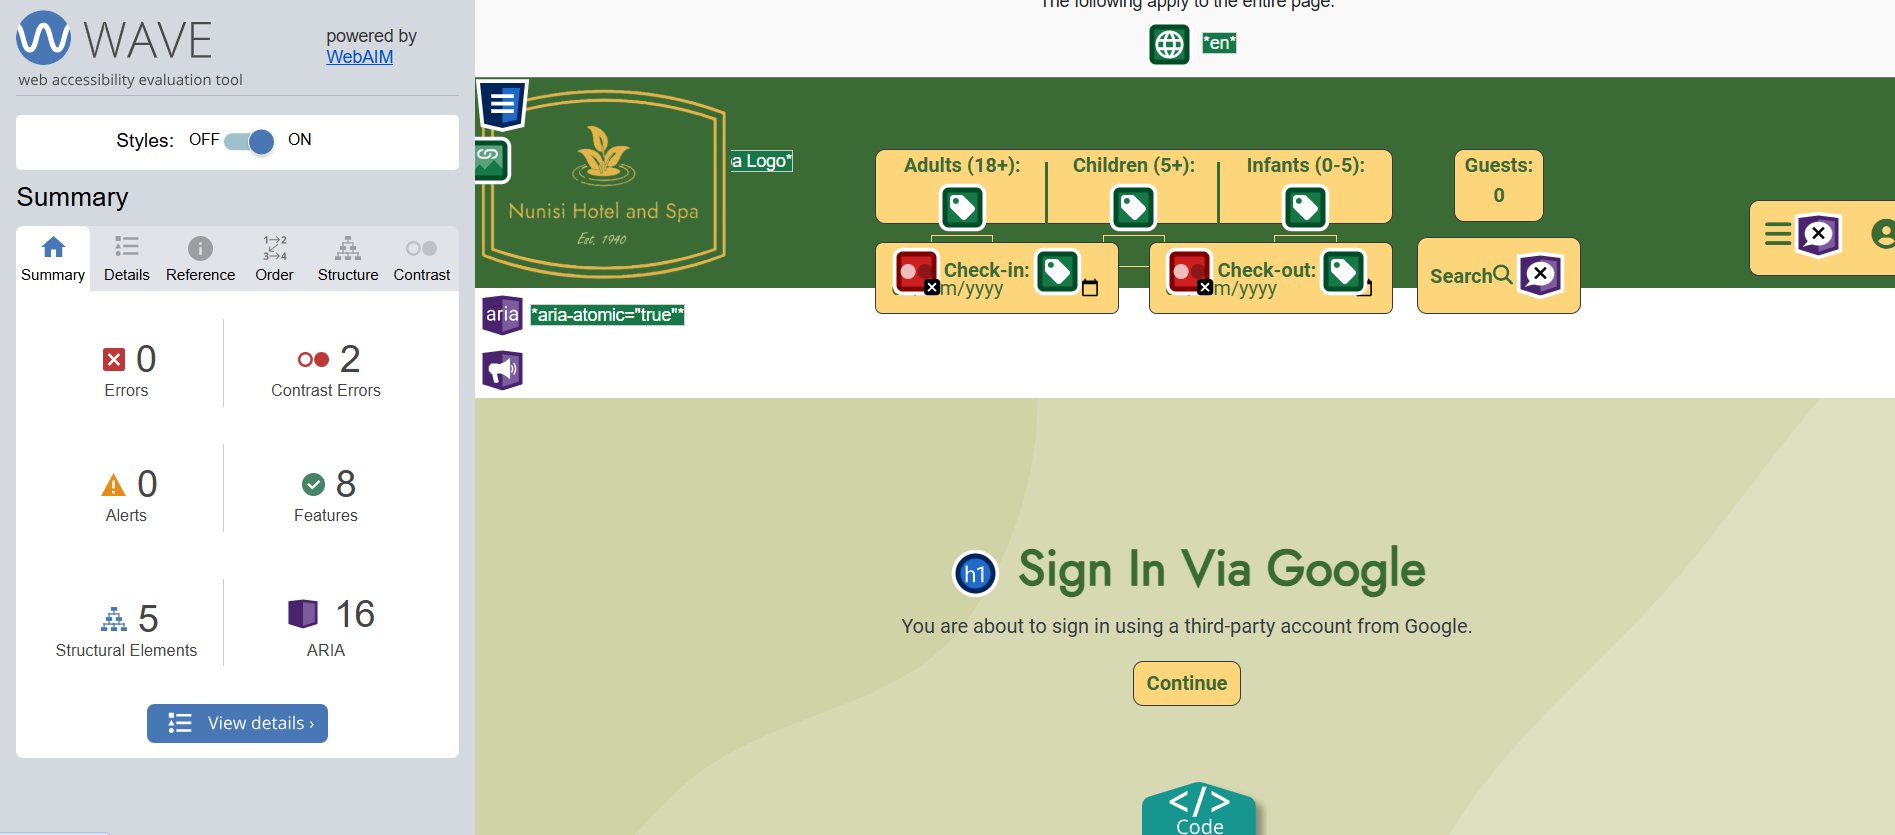 WAVE
powered by
WebAIM
web accessibility evaluation tool
Styles: OFF ON
Summary
Summary Details Reference Order Structure Contrast
0
Errors
2
Contrast Errors
0
Alerts
8
Features
5
Structural Elements
16
ARIA
View details ›
The following apply to the entire page:
*en*
Nunisi Hotel and Spa
Est. 1940
a Logo*
Adults (18+):
Children (5+):
Infants (0-5):
Guests:
0
Check-in:
m/yyyy
Check-out:
m/yyyy
Search
aria *aria-atomic="true"*
h1 Sign In Via Google
You are about to sign in using a third-party account from Google.
Continue
</>
Code